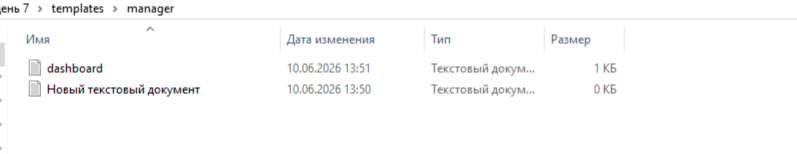 день 7 > templates > manager
Имя Дата изменения Тип Размер
dashboard 10.06.2026 13:51 Текстовый докум... 1 КБ
Новый текстовый документ 10.06.2026 13:50 Текстовый докум... 0 КБ